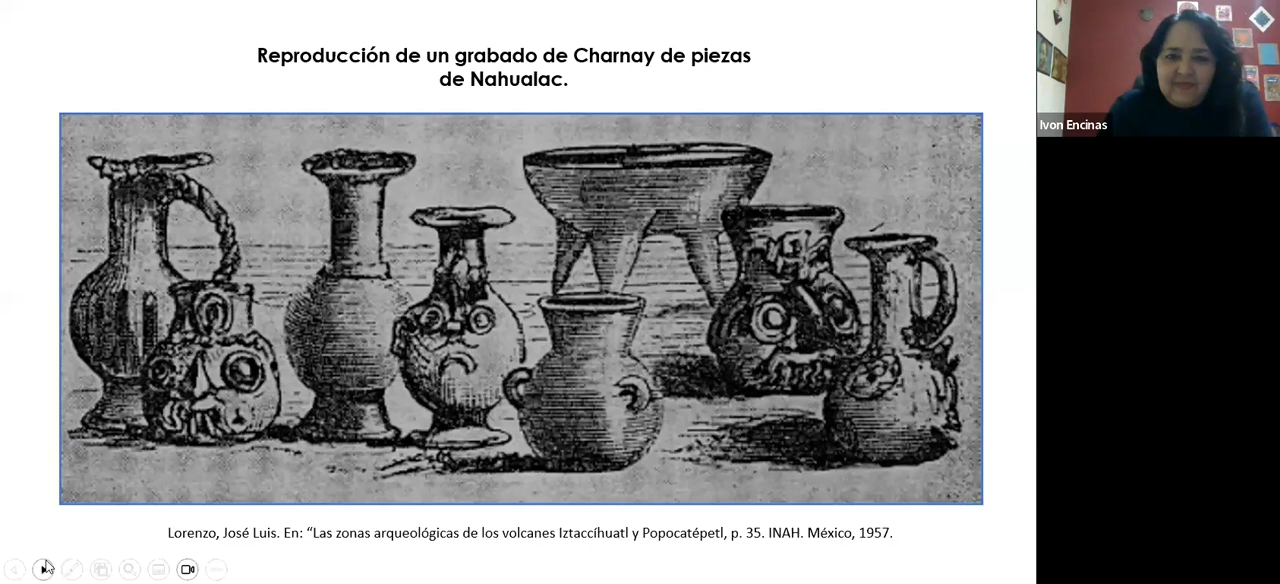 Reproducción de un grabado de Charnay de piezas
de Nahualac.
Ivon Encinas
Lorenzo, José Luis. En: “Las zonas arqueológicas de los volcanes Iztaccíhuatl y Popocatépetl, p. 35. INAH. México, 1957.